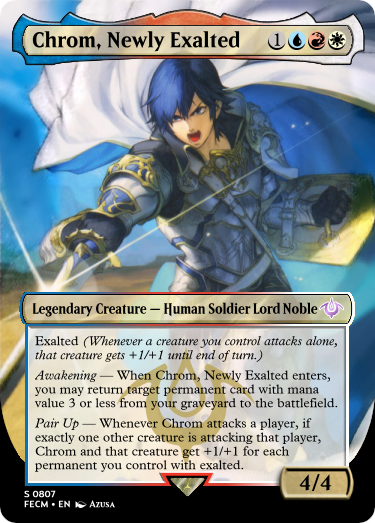 Chrom, Newly Exalted 1
Legendary Creature — Human Soldier Lord Noble
Exalted (Whenever a creature you control attacks alone,
that creature gets +1/+1 until end of turn.)
Awakening — When Chrom, Newly Exalted enters,
you may return target permanent card with mana
value 3 or less from your graveyard to the battlefield.
Pair Up — Whenever Chrom attacks a player, if
exactly one other creature is attacking that player,
Chrom and that creature get +1/+1 for each
permanent you control with exalted.
4/4
S 0807
FECM • EN Azusa